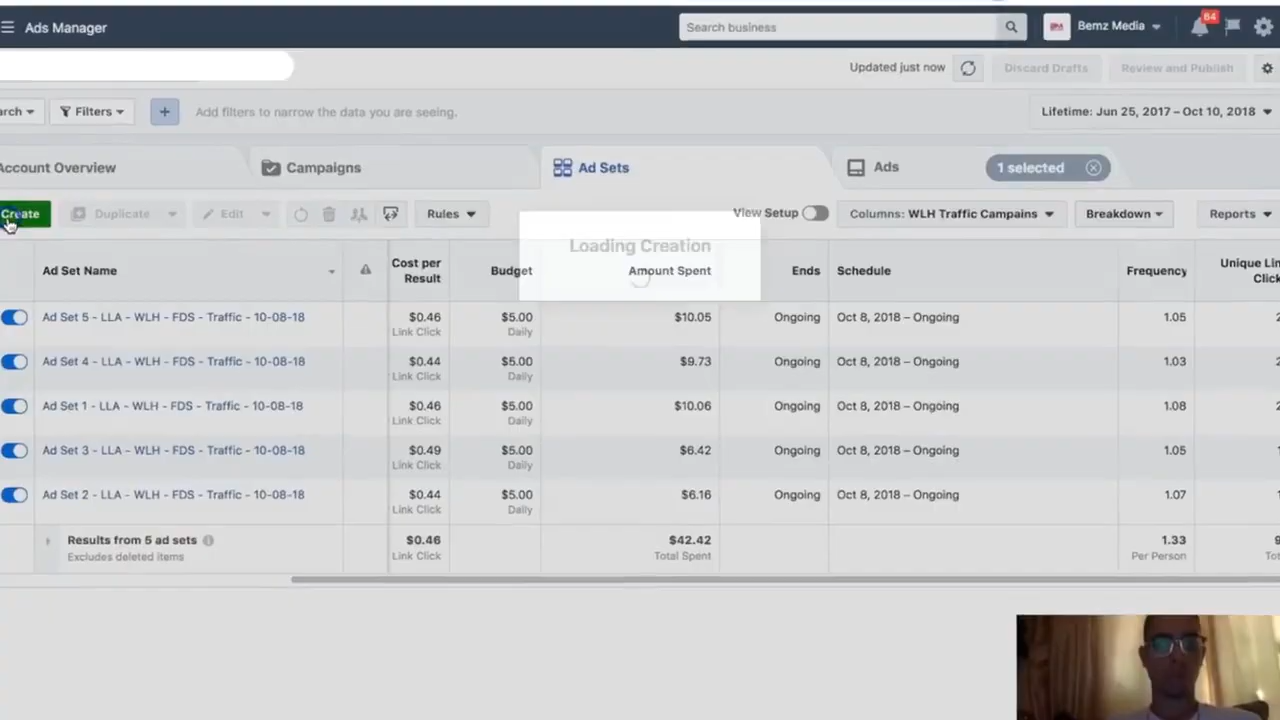 Ads Manager
Search business
Bemz Media
64
Updated just now
Discard Drafts
Review and Publish
Filters
+
Add filters to narrow the data you are seeing.
Lifetime: Jun 25, 2017 – Oct 10, 2018
Account Overview
Campaigns
Ad Sets
Ads
1 selected
Create
Duplicate
Edit
Rules
View Setup
Columns: WLH Traffic Campains
Breakdown
Reports
Loading Creation
Ad Set Name
Cost per Result
Budget
Amount Spent
Ends
Schedule
Frequency
Unique
Ad Set 5 - LLA - WLH - FDS - Traffic - 10-08-18
$0.46
Link Click
$5.00
Daily
$10.05
Ongoing
Oct 8, 2018 – Ongoing
1.05
Ad Set 4 - LLA - WLH - FDS - Traffic - 10-08-18
$0.44
Link Click
$5.00
Daily
$9.73
Ongoing
Oct 8, 2018 – Ongoing
1.03
Ad Set 1 - LLA - WLH - FDS - Traffic - 10-08-18
$0.46
Link Click
$5.00
Daily
$10.06
Ongoing
Oct 8, 2018 – Ongoing
1.08
Ad Set 3 - LLA - WLH - FDS - Traffic - 10-08-18
$0.49
Link Click
$5.00
Daily
$6.42
Ongoing
Oct 8, 2018 – Ongoing
1.05
Ad Set 2 - LLA - WLH - FDS - Traffic - 10-08-18
$0.44
Link Click
$5.00
Daily
$6.16
Ongoing
Oct 8, 2018 – Ongoing
1.07
Results from 5 ad sets
Excludes deleted items
$0.46
Link Click
$42.42
Total Spent
1.33
Per Person